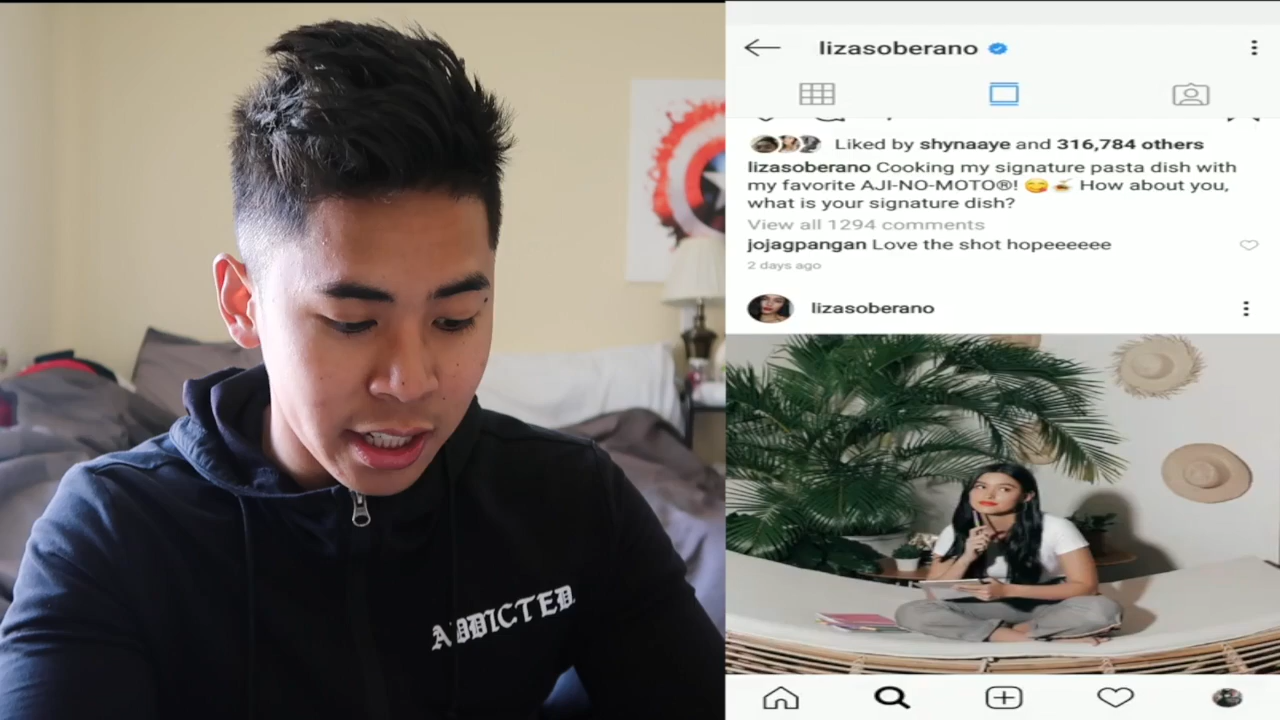 lizasoberano
Liked by shynaaye and 316,784 others
lizasoberano Cooking my signature pasta dish with
my favorite AJI-NO-MOTO®! 😋🍝 How about you,
what is your signature dish?
View all 1294 comments
jojagpangan Love the shot hopeeeeee
2 days ago
lizasoberano
ADDICTED